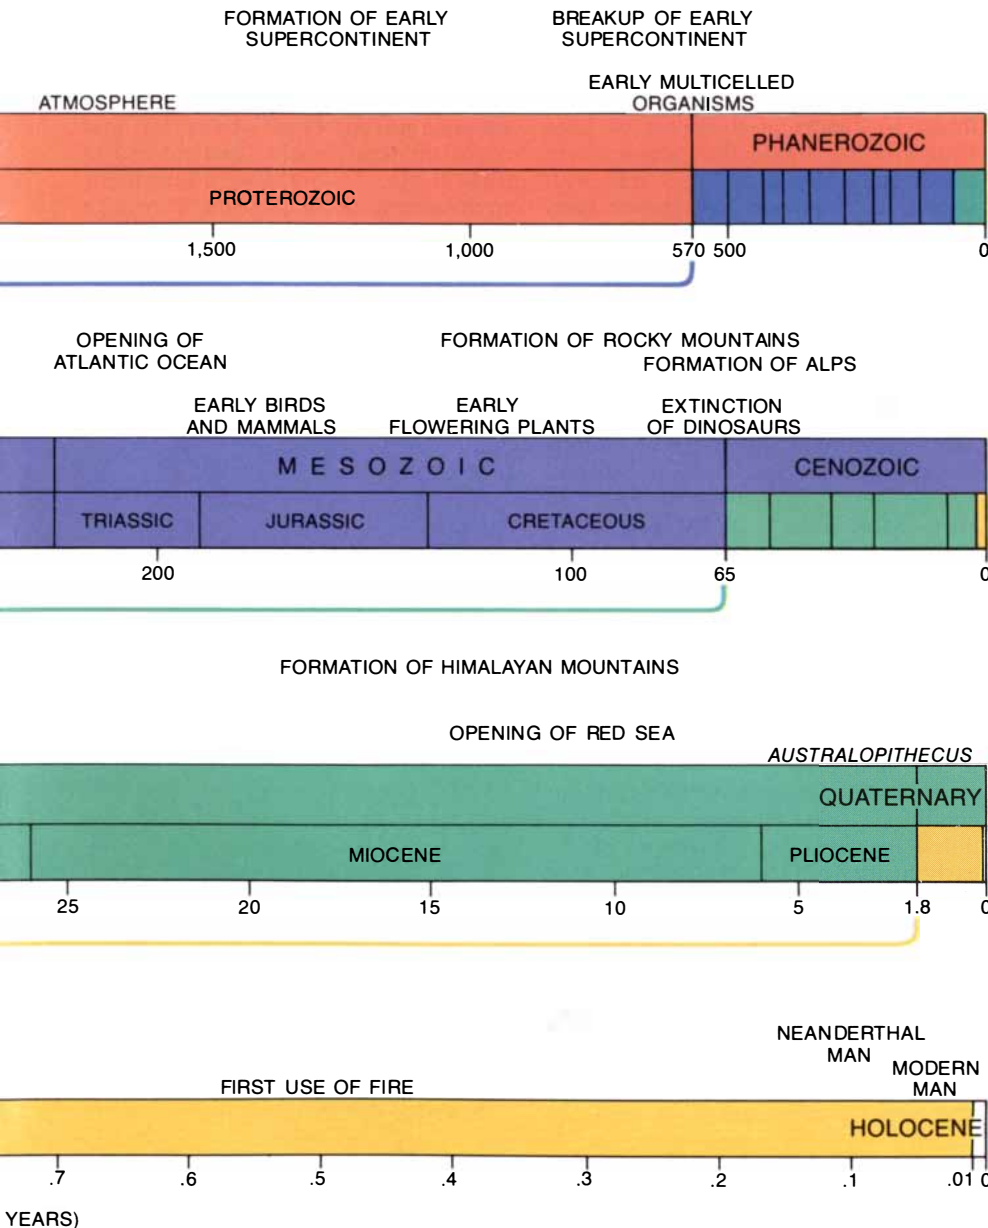 FORMATION OF EARLY
SUPERCONTINENT
BREAKUP OF EARLY
SUPERCONTINENT
EARLY MULTICELLED
ORGANISMS
ATMOSPHERE
PHANEROZOIC
PROTEROZOIC
1,500 1,000 570 500 0
OPENING OF
ATLANTIC OCEAN
FORMATION OF ROCKY MOUNTAINS
FORMATION OF ALPS
EARLY BIRDS
AND MAMMALS
EARLY
FLOWERING PLANTS
EXTINCTION
OF DINOSAURS
MESOZOIC CENOZOIC
TRIASSIC JURASSIC CRETACEOUS
200 100 65 0
FORMATION OF HIMALAYAN MOUNTAINS
OPENING OF RED SEA
AUSTRALOPITHECUS
QUATERNARY
MIOCENE PLIOCENE
25 20 15 10 5 1.8 0
NEANDERTHAL
MAN
MODERN
MAN
FIRST USE OF FIRE
HOLOCENE
.7 .6 .5 .4 .3 .2 .1 .01 0
YEARS)